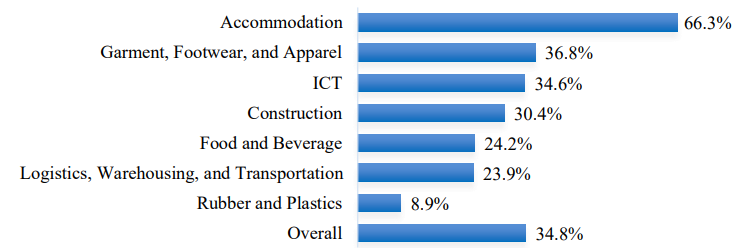 Accommodation 66.3%
Garment, Footwear, and Apparel 36.8%
ICT 34.6%
Construction 30.4%
Food and Beverage 24.2%
Logistics, Warehousing, and Transportation 23.9%
Rubber and Plastics 8.9%
Overall 34.8%